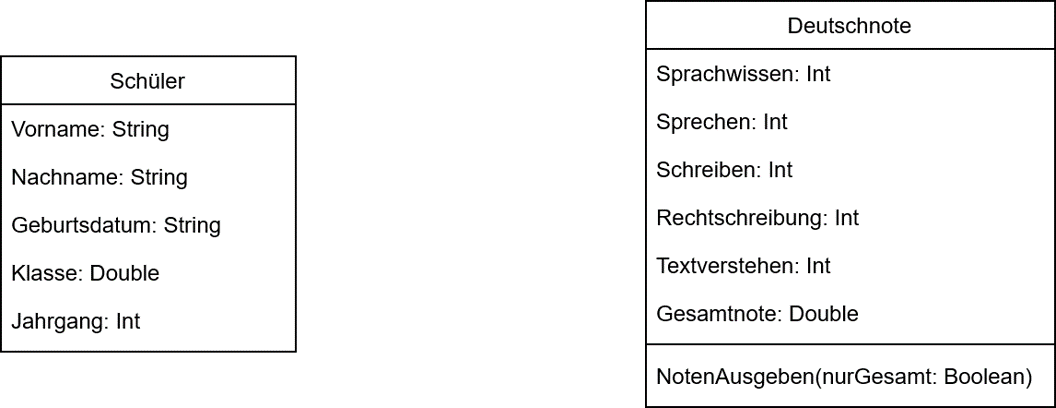 Schüler
Vorname: String
Nachname: String
Geburtsdatum: String
Klasse: Double
Jahrgang: Int
Deutschnote
Sprachwissen: Int
Sprechen: Int
Schreiben: Int
Rechtschreibung: Int
Textverstehen: Int
Gesamtnote: Double
NotenAusgeben(nurGesamt: Boolean)